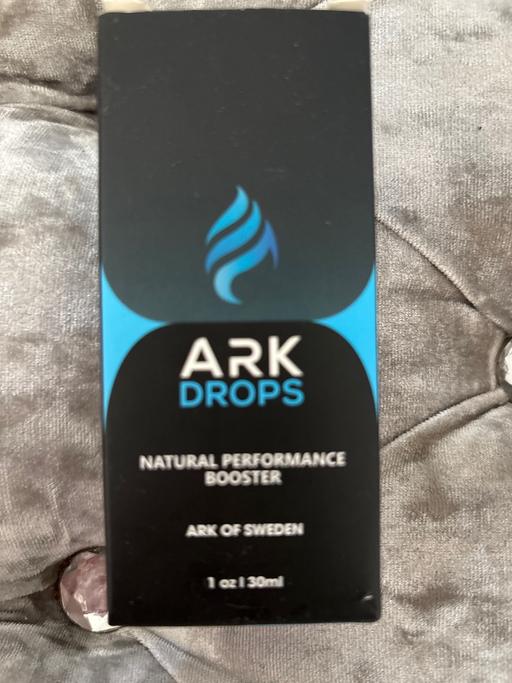 ARK
DROPS
NATURAL PERFORMANCE
BOOSTER
ARK OF SWEDEN
1 oz | 30ml